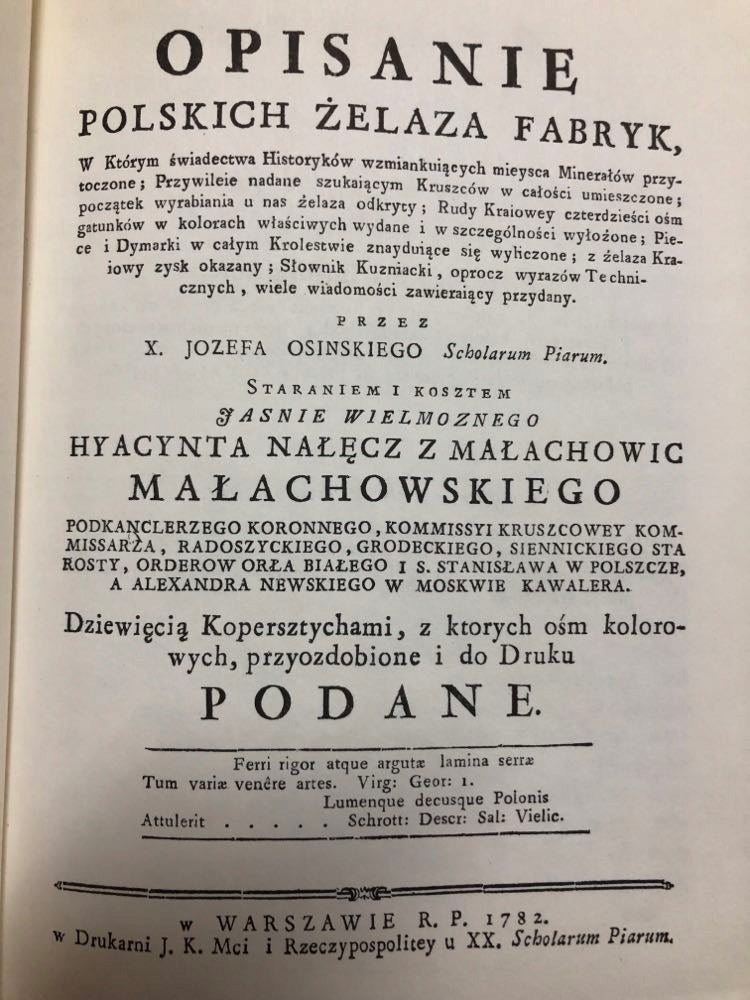 OPISANIE
POLSKICH ŻELAZA FABRYK,
W Którym świadectwa Historyków wzmiankuiących mieysca Minerałów przy-
toczone; Przywileie nadane szukaiącym Kruszców w całości umieszczone;
początek wyrabiania u nas żelaza odkryty; Rudy Kraiowey czterdzieści ośm
gatunków w kolorach właściwych wydane i w szczególności wyłożone; Pie-
ce i Dymarki w całym Krolestwie znayduiące się wyliczone; z żelaza Kra-
iowy zysk okazany; Słownik Kuzniacki, oprocz wyrazów Techni-
cznych, wiele wiadomości zawieraiący przydany.
PRZEZ
X. JOZEFA OSINSKIEGO Scholarum Piarum.
STARANIEM I KOSZTEM
JASNIE WIELMOZNEGO
HYACYNTA NAŁĘCZ Z MAŁACHOWIC
MAŁACHOWSKIEGO
PODKANCLERZEGO KORONNEGO, KOMMISSYI KRUSZCOWEY KOM-
MISSARZA, RADOSZYCKIEGO, GRODECKIEGO, SIENNICKIEGO STA
ROSTY, ORDEROW ORŁA BIAŁEGO I S. STANISŁAWA W POLSZCZE,
A ALEXANDRA NEWSKIEGO W MOSKWIE KAWALERA.
Dziewięcią Kopersztychami, z ktorych ośm koloro-
wych, przyozdobione i do Druku
PODANE.
Ferri rigor atque argutæ lamina serræ
Tum variæ venêre artes. Virg: Geor: 1.
Lumenque decusque Polonis
Attulerit . . . . . Schrott: Descr: Sal: Vielic.
w WARSZAWIE R. P. 1782.
w Drukarni J. K. Mci i Rzeczypospolitey u XX. Scholarum Piarum.